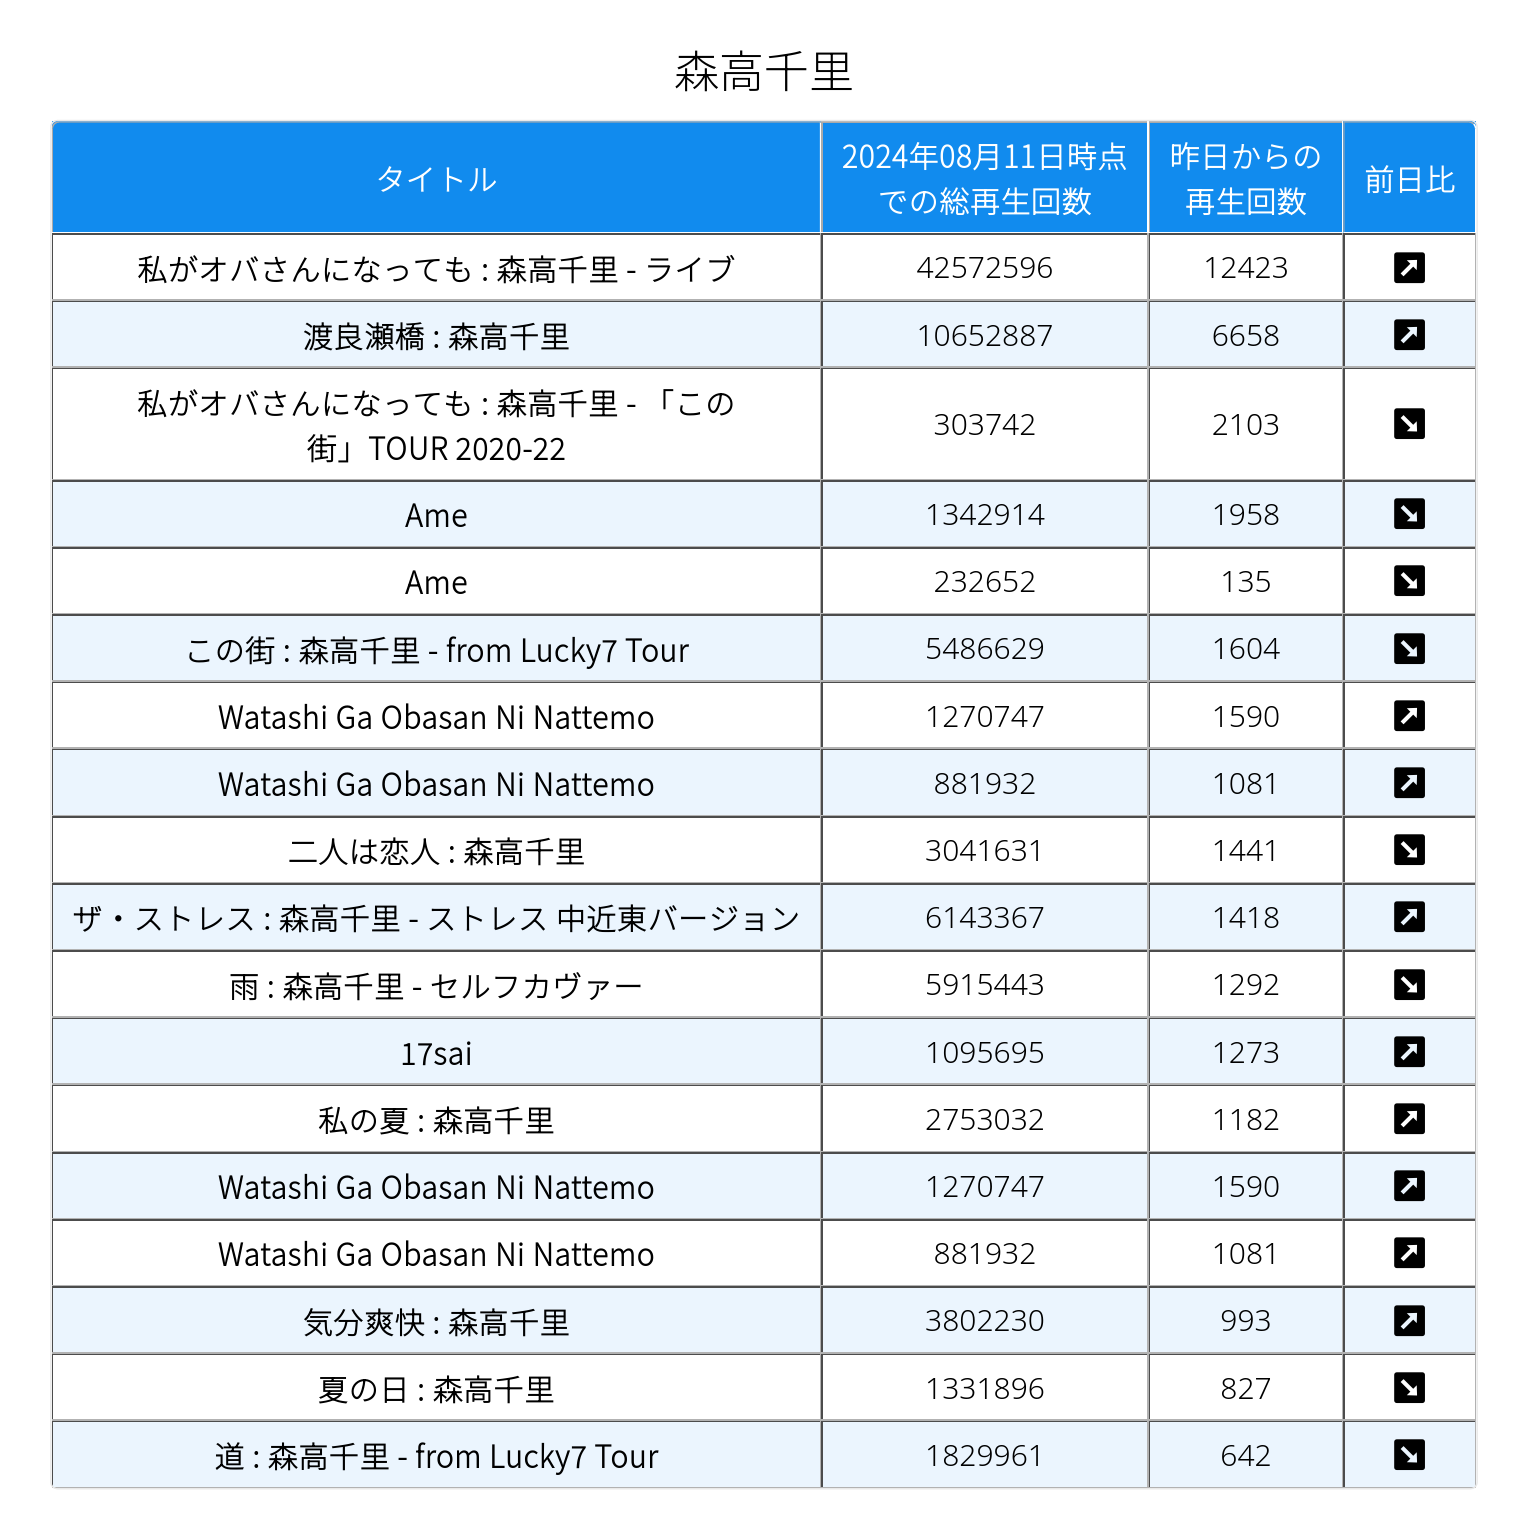 森高千里
タイトル
2024年08月11日時点
での総再生回数
昨日からの
再生回数
前日比
私がオバさんになっても : 森高千里 - ライブ 42572596 12423
渡良瀬橋 : 森高千里 10652887 6658
私がオバさんになっても : 森高千里 - 「この
街」TOUR 2020-22 303742 2103
Ame 1342914 1958
Ame 232652 135
この街 : 森高千里 - from Lucky7 Tour 5486629 1604
Watashi Ga Obasan Ni Nattemo 1270747 1590
Watashi Ga Obasan Ni Nattemo 881932 1081
二人は恋人 : 森高千里 3041631 1441
ザ・ストレス : 森高千里 - ストレス 中近東バージョン 6143367 1418
雨 : 森高千里 - セルフカヴァー 5915443 1292
17sai 1095695 1273
私の夏 : 森高千里 2753032 1182
Watashi Ga Obasan Ni Nattemo 1270747 1590
Watashi Ga Obasan Ni Nattemo 881932 1081
気分爽快 : 森高千里 3802230 993
夏の日 : 森高千里 1331896 827
道 : 森高千里 - from Lucky7 Tour 1829961 642